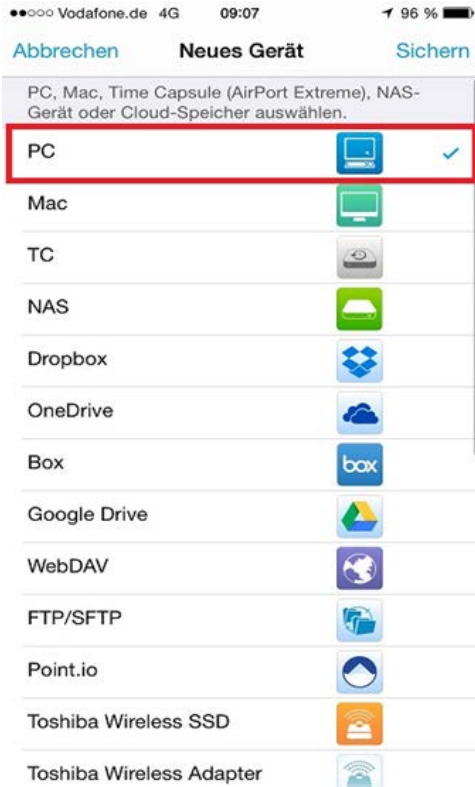 ●●○○○ Vodafone.de 4G 09:07 96 %
Abbrechen Neues Gerät Sichern
PC, Mac, Time Capsule (AirPort Extreme), NAS-
Gerät oder Cloud-Speicher auswählen.
PC
Mac
TC
NAS
Dropbox
OneDrive
Box box
Google Drive
WebDAV
FTP/SFTP
Point.io
Toshiba Wireless SSD
Toshiba Wireless Adapter